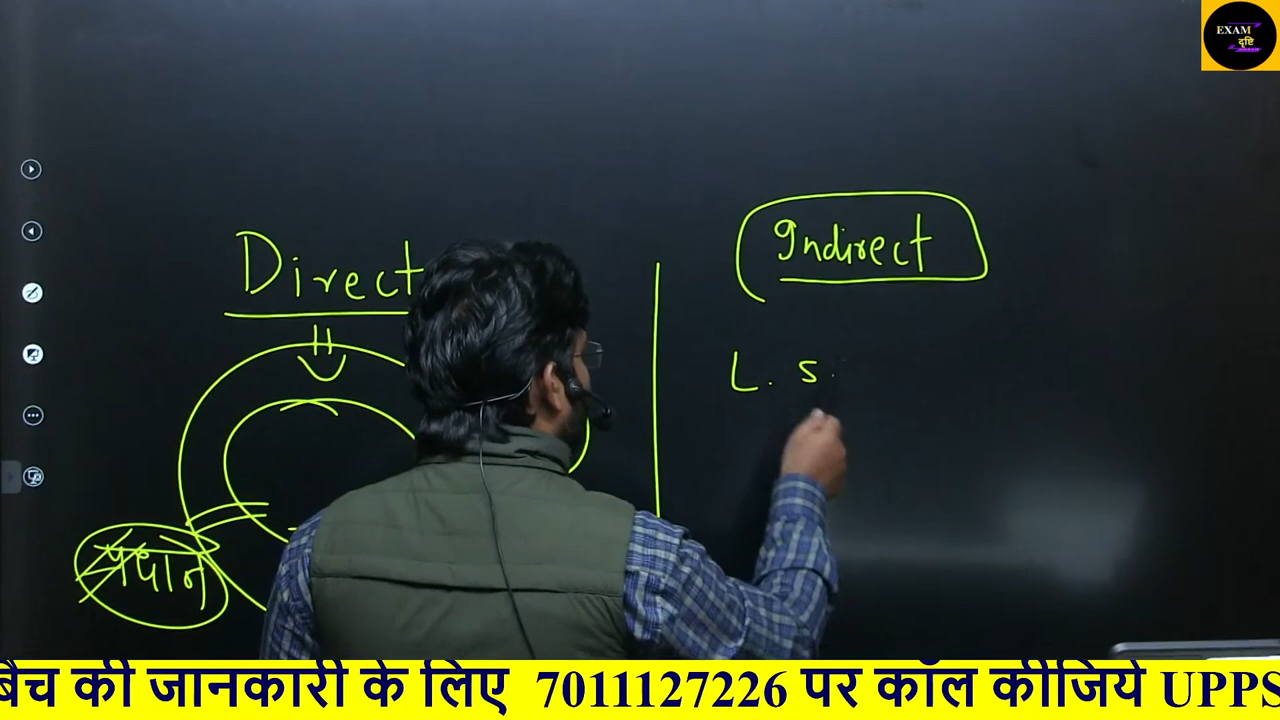 EXAM
दृष्टि
Direct
Indirect
L. S.
प्रधान
बैच की जानकारी के लिए 7011127226 पर कॉल कीजिये UPPS